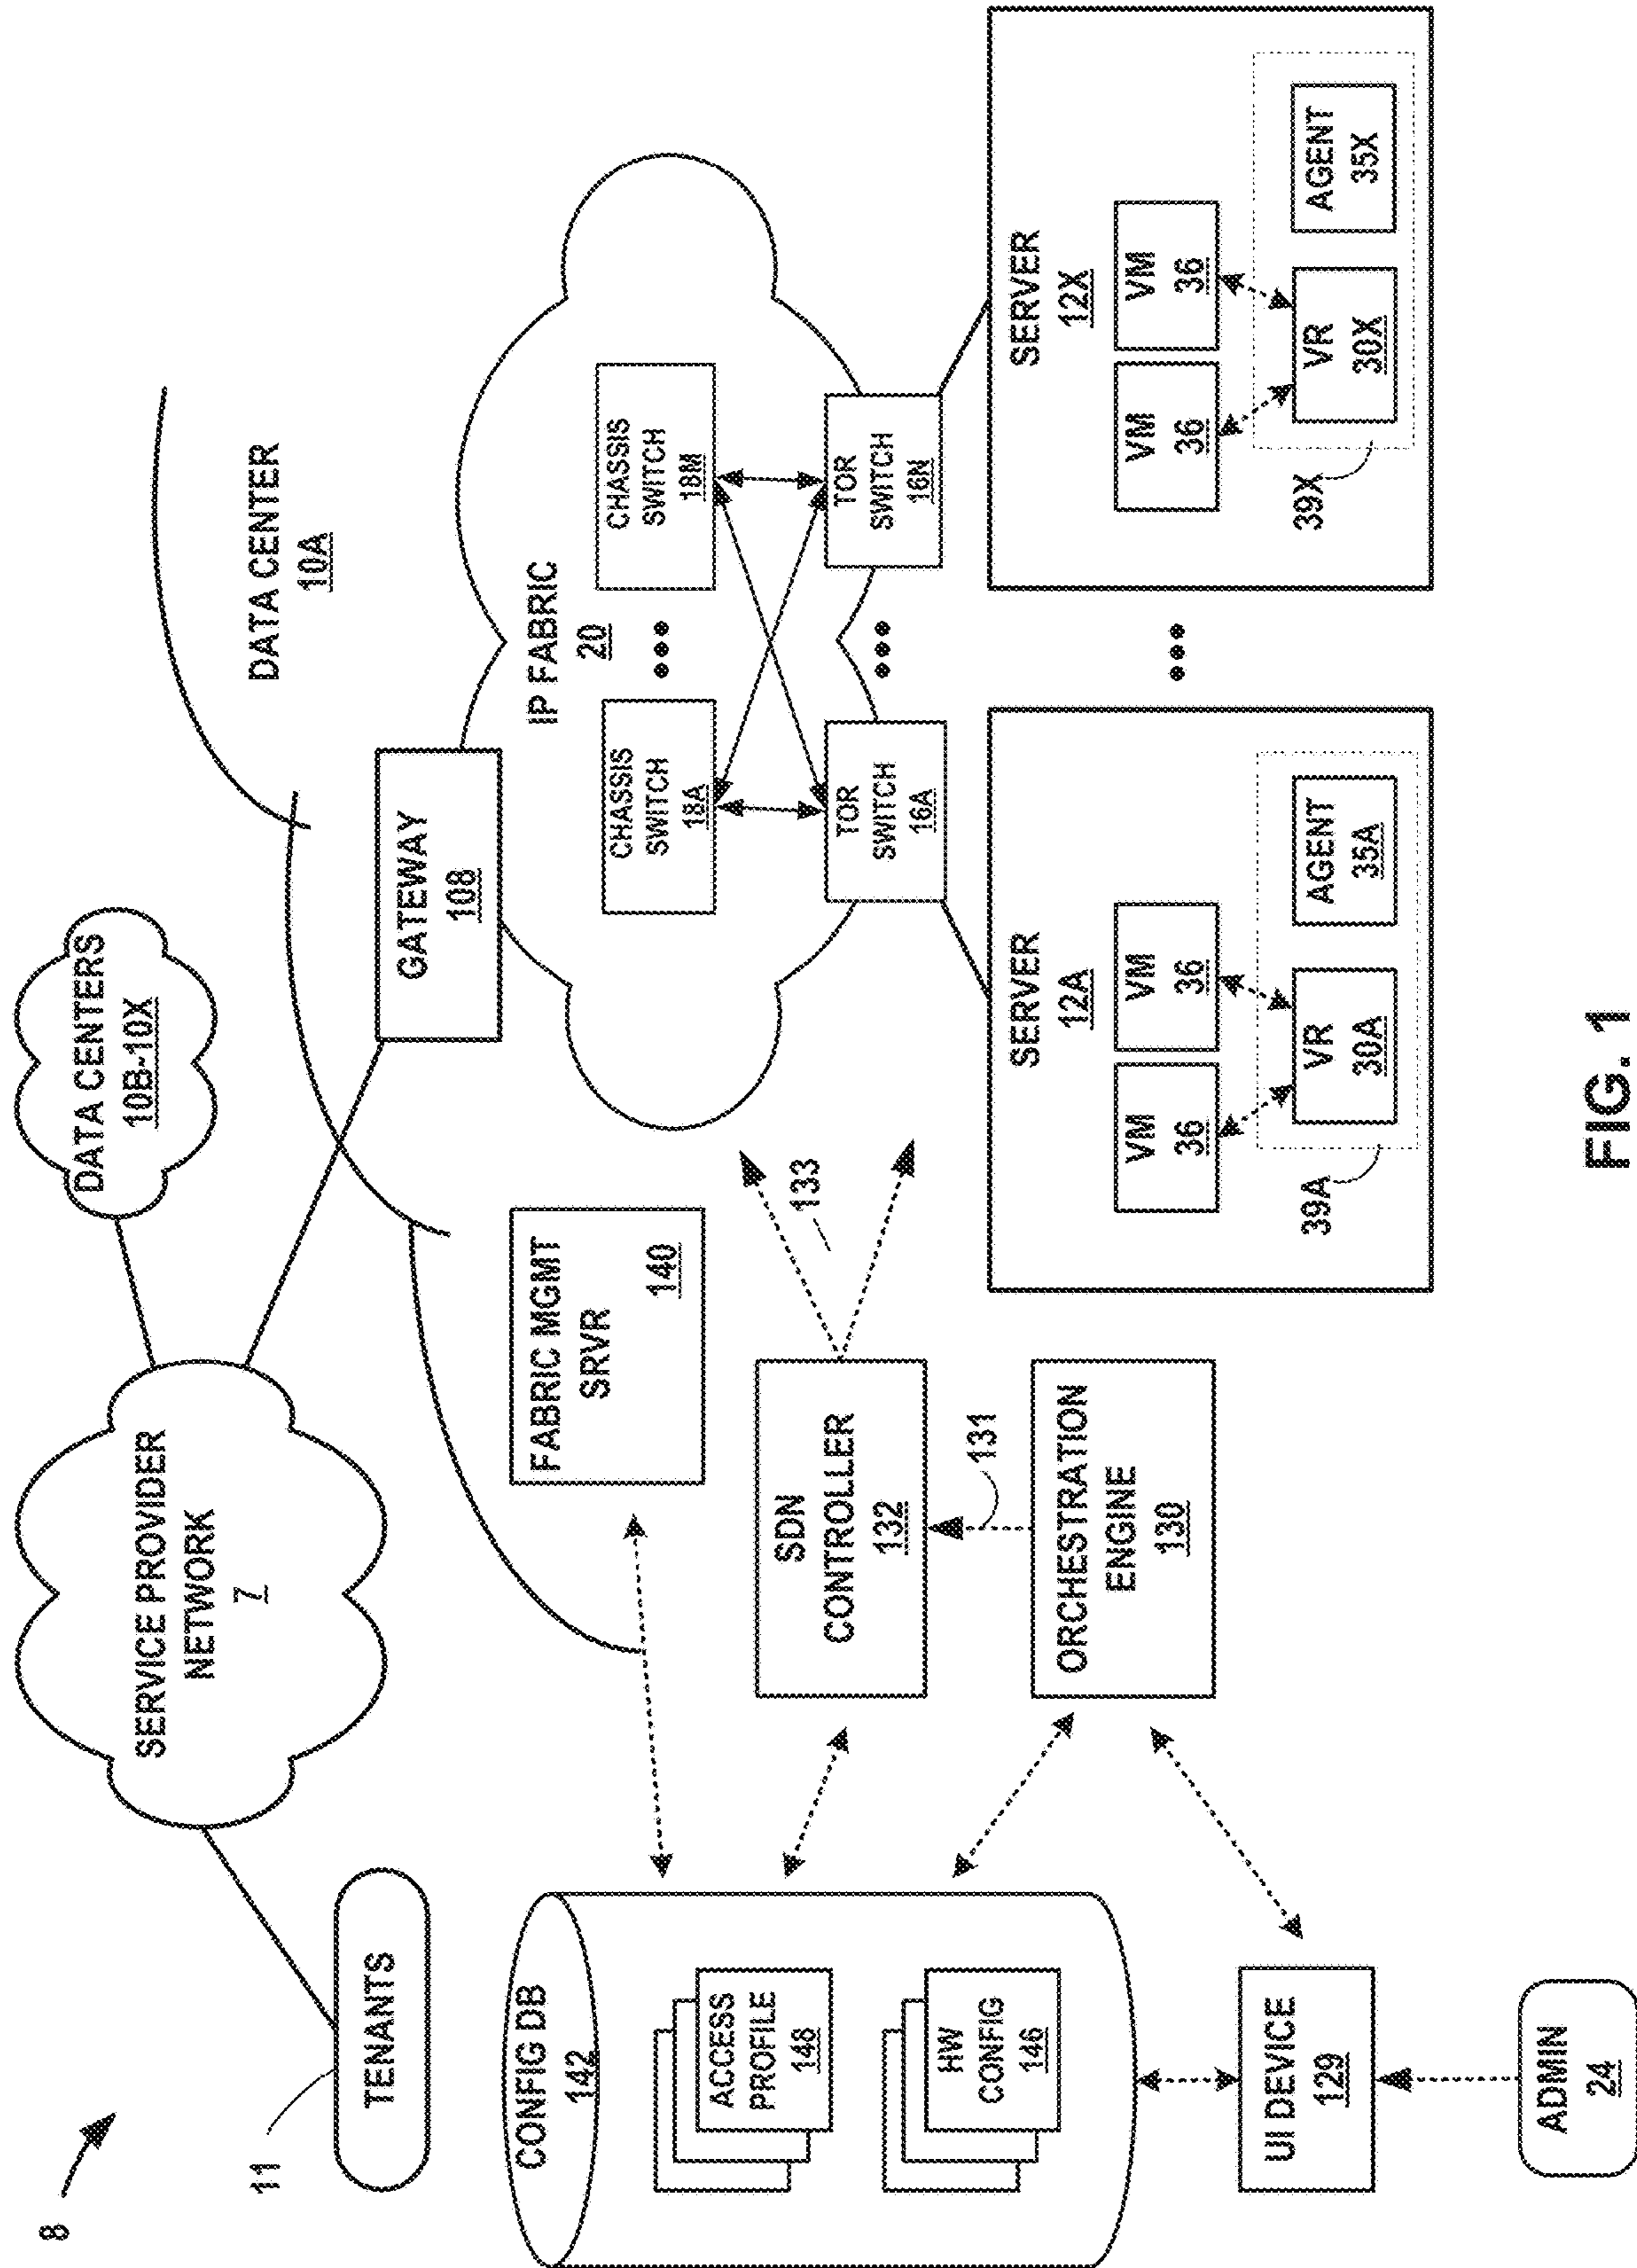 8
11
TENANTS
SERVICE PROVIDER
NETWORK
7
DATA CENTERS
10B-10X
DATA CENTER
10A
GATEWAY
108
CONFIG DB
142
ACCESS
PROFILE
148
HW
CONFIG
146
UI DEVICE
129
ADMIN
24
FABRIC MGMT
SRVR
140
SDN
CONTROLLER
132
133
131
ORCHESTRATION
ENGINE
130
IP FABRIC
20
CHASSIS
SWITCH
18A
CHASSIS
SWITCH
18M
TOR
SWITCH
16A
TOR
SWITCH
16N
SERVER
12A
VM
36
VM
36
VR
30A
AGENT
35A
39A
SERVER
12X
VM
36
VM
36
VR
30X
AGENT
35X
39X
FIG. 1